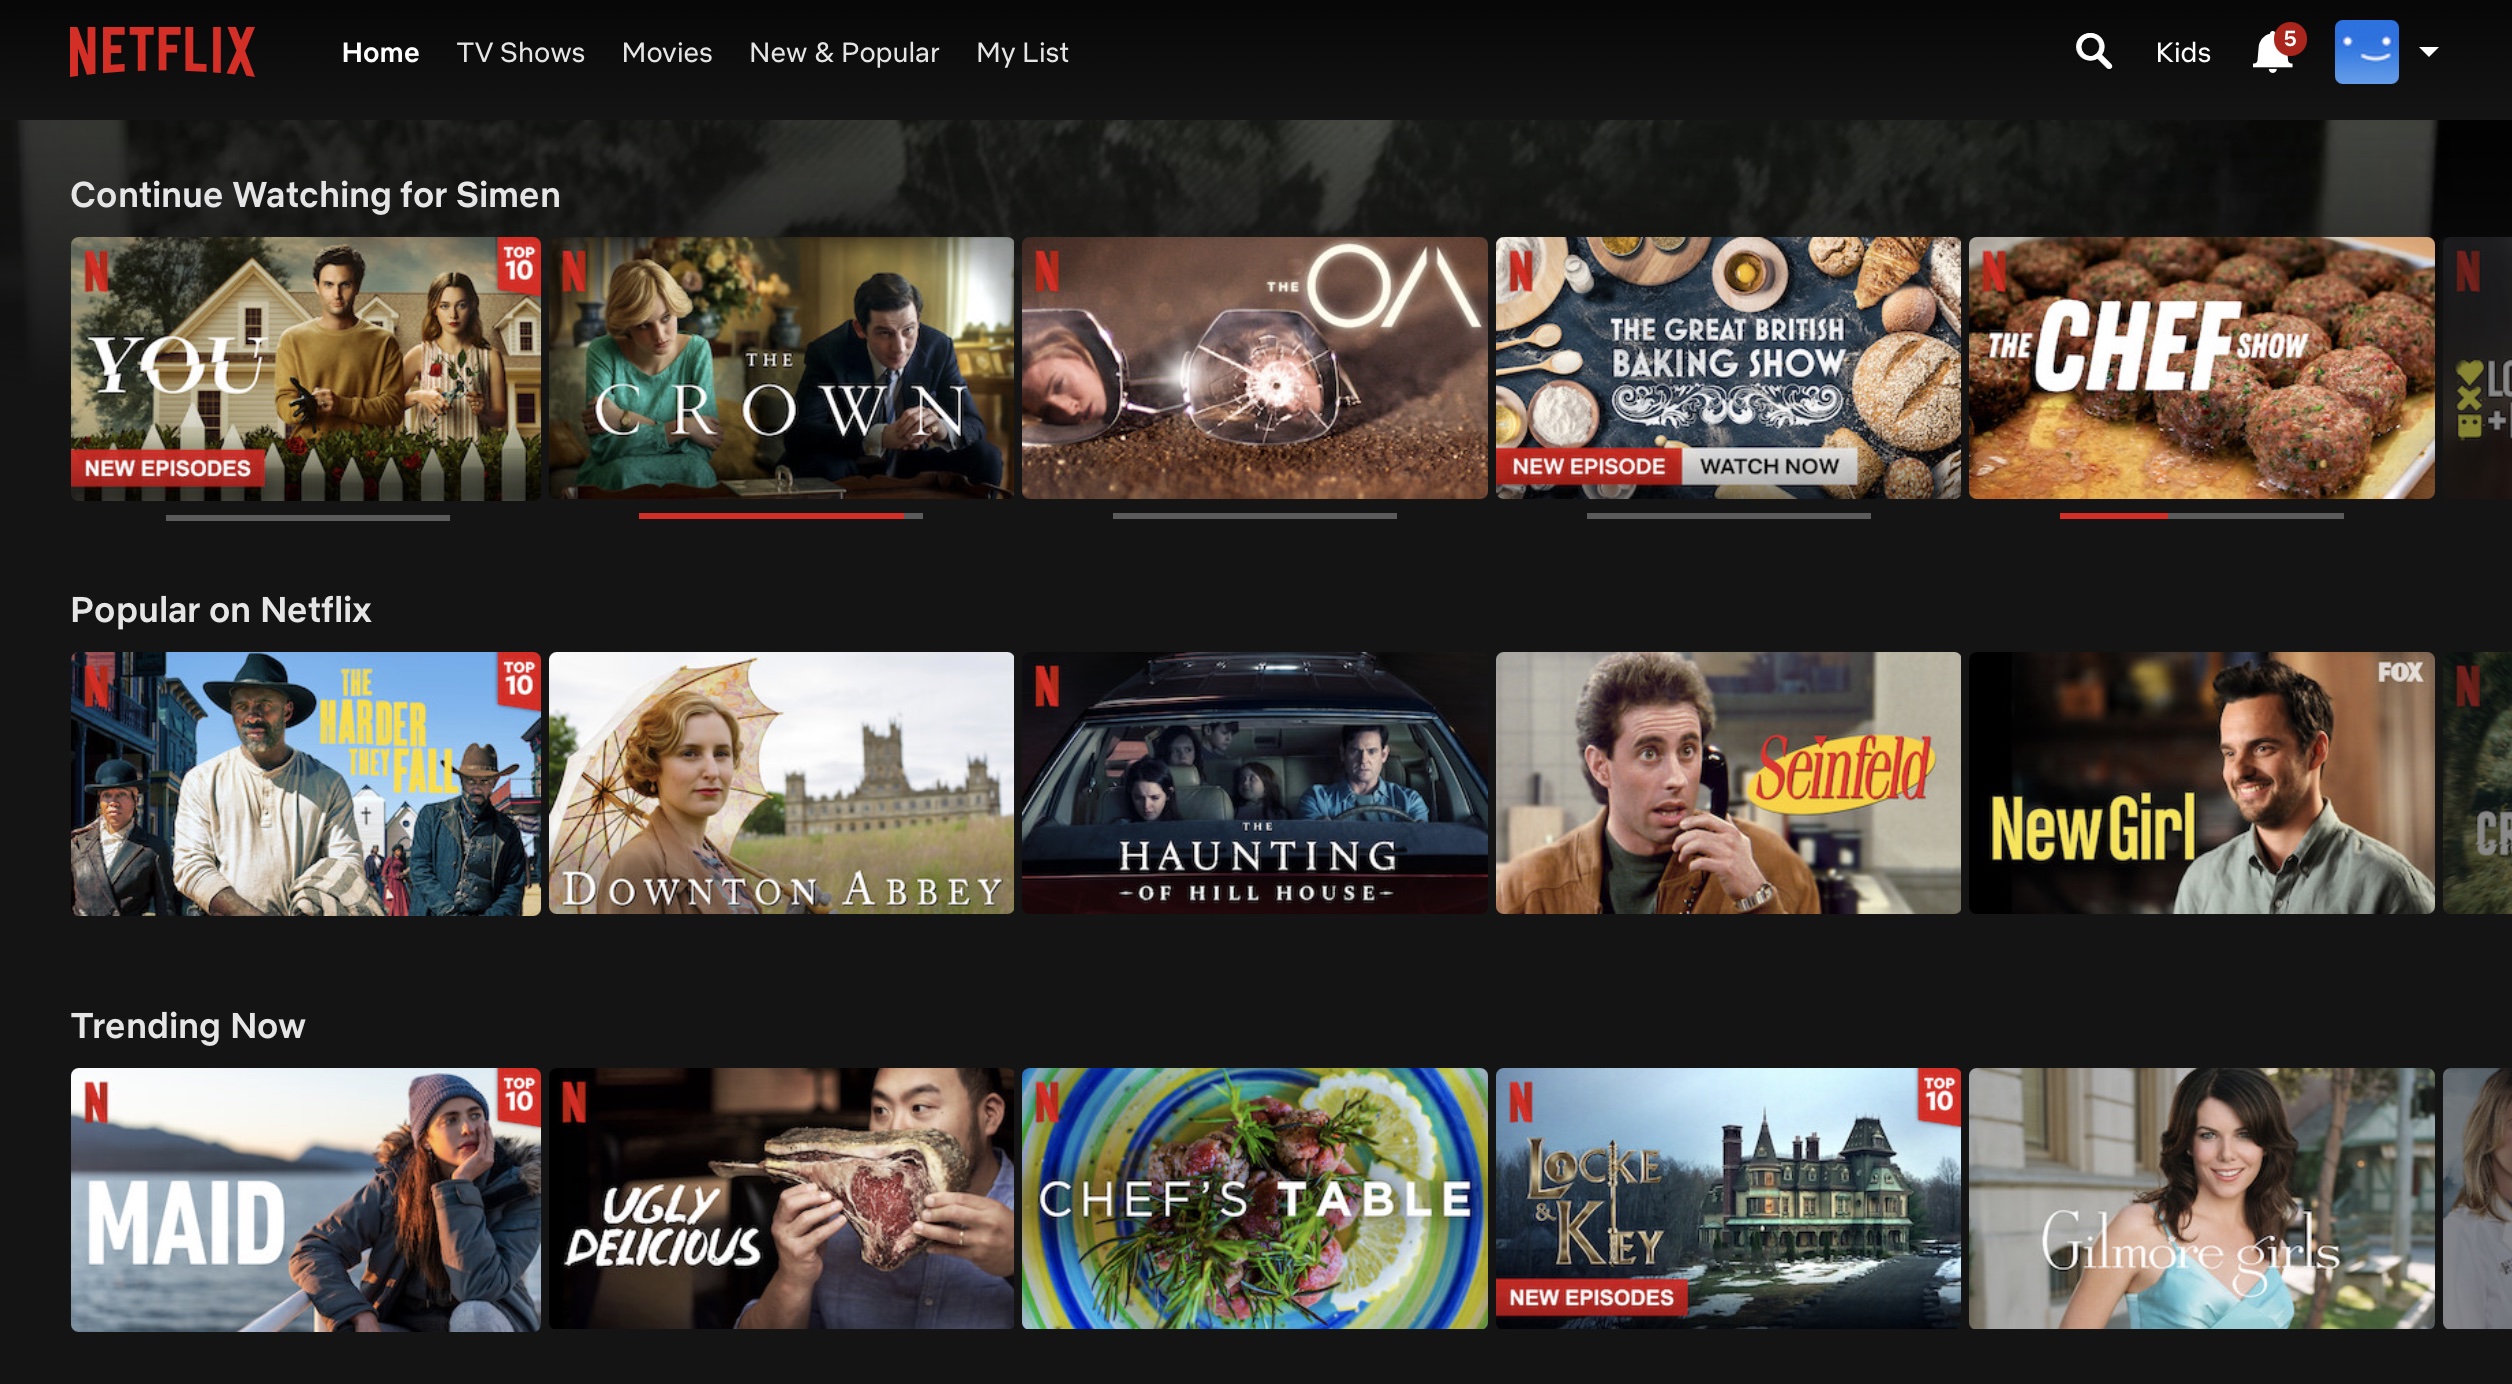 NETFLIX
Home
TV Shows
Movies
New & Popular
My List
Kids
5
Continue Watching for Simen
N
TOP
10
YOU
NEW EPISODES
N
THE
CROWN
N
THE OA
N
THE GREAT BRITISH
BAKING SHOW
NEW EPISODE
WATCH NOW
N
THE CHEF SHOW
N
Popular on Netflix
N
TOP
10
THE
HARDER
THEY FALL
DOWNTON ABBEY
N
THE
HAUNTING
-OF HILL HOUSE-
Seinfeld
FOX
New Girl
N
Trending Now
N
TOP
10
MAID
N
UGLY
DELICIOUS
N
CHEF'S TABLE
N
TOP
10
LOCKE
& KEY
NEW EPISODES
Gilmore girls